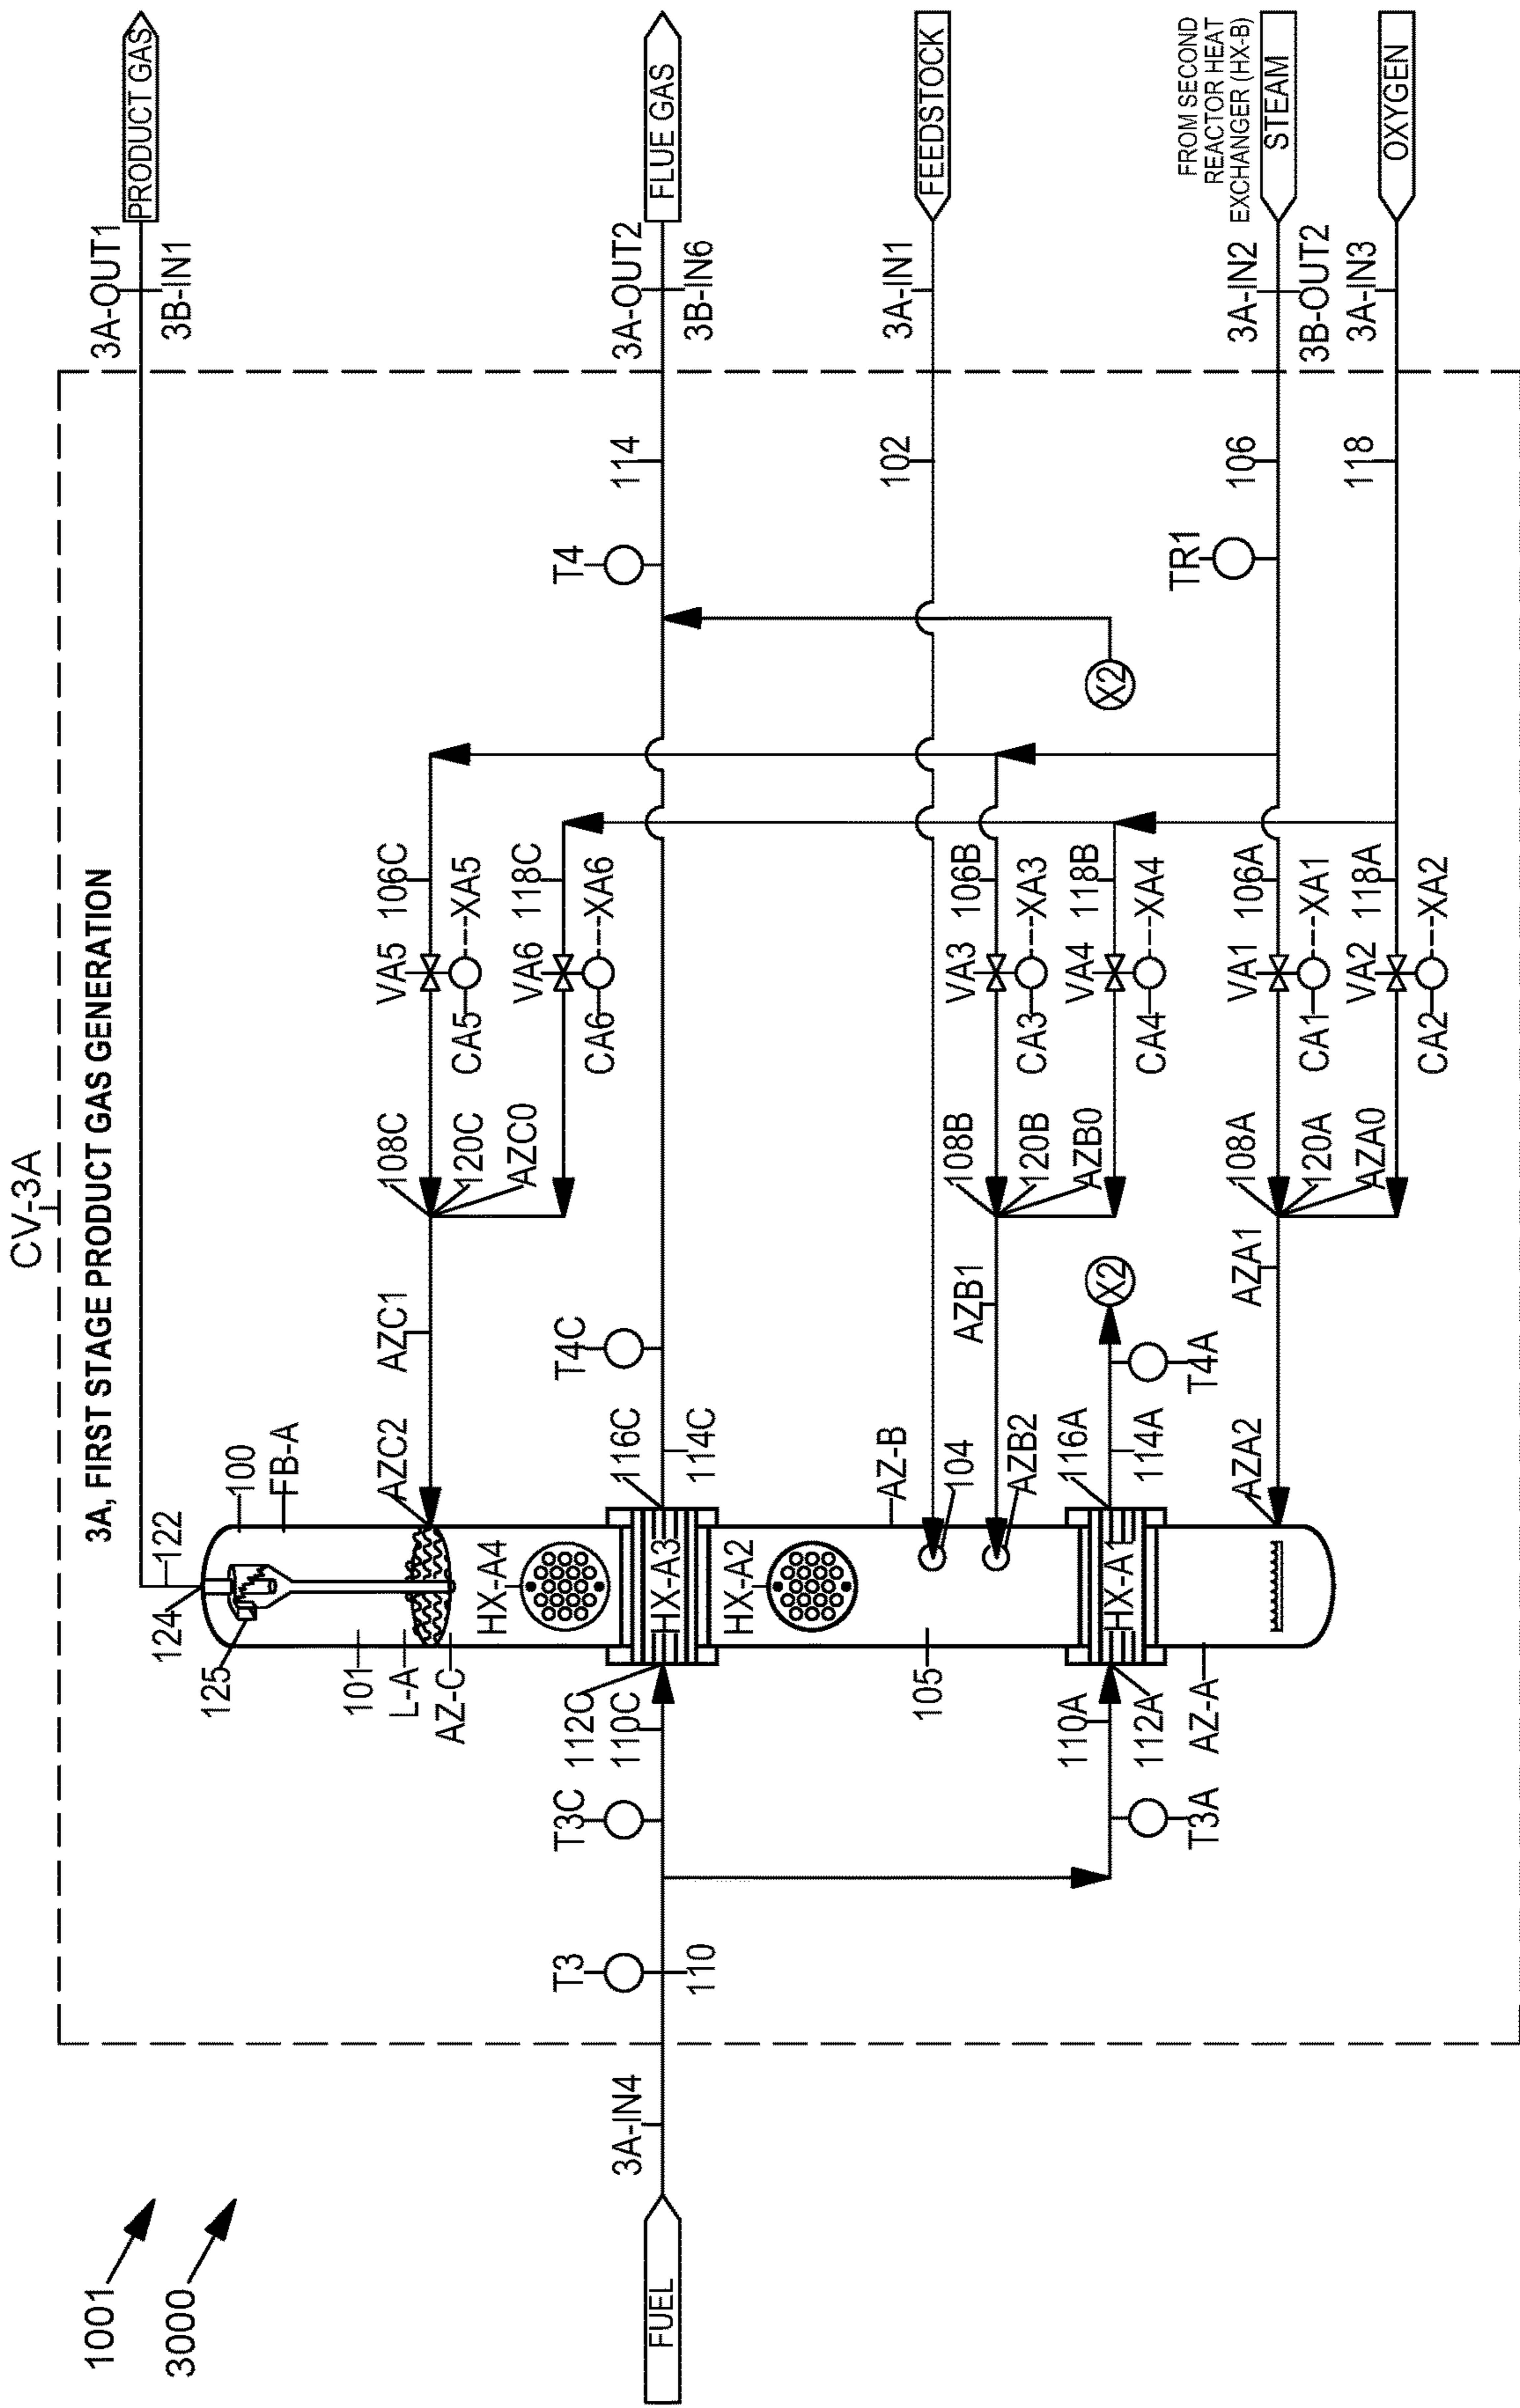 1001
3000
CV-3A
3A, FIRST STAGE PRODUCT GAS GENERATION
3A-OUT1
3B-IN1
PRODUCT GAS
3A-OUT2
3B-IN6
FLUE GAS
3A-IN1
FEEDSTOCK
FROM SECOND
REACTOR HEAT
EXCHANGER (HX-B)
STEAM
3A-IN2
3B-OUT2
OXYGEN
3A-IN3
FUEL
3A-IN4
T3
110
T3C
110C
112C
T3A
110A
112A
AZ-A
124
122
125
100
FB-A
101
L-A
AZ-C
HX-A4
HX-A3
HX-A2
HX-A1
105
AZ-B
104
AZB2
AZC2
AZC1
116C
114C
T4C
116A
114A
T4A
X2
AZB1
AZA2
AZA1
108C
120C
AZC0
108B
120B
AZB0
108A
120A
AZA0
VA5
106C
CA5
XA5
VA6
118C
CA6
XA6
VA3
106B
CA3
XA3
VA4
118B
CA4
XA4
VA1
106A
CA1
XA1
VA2
118A
CA2
XA2
X2
T4
114
102
TR1
106
118